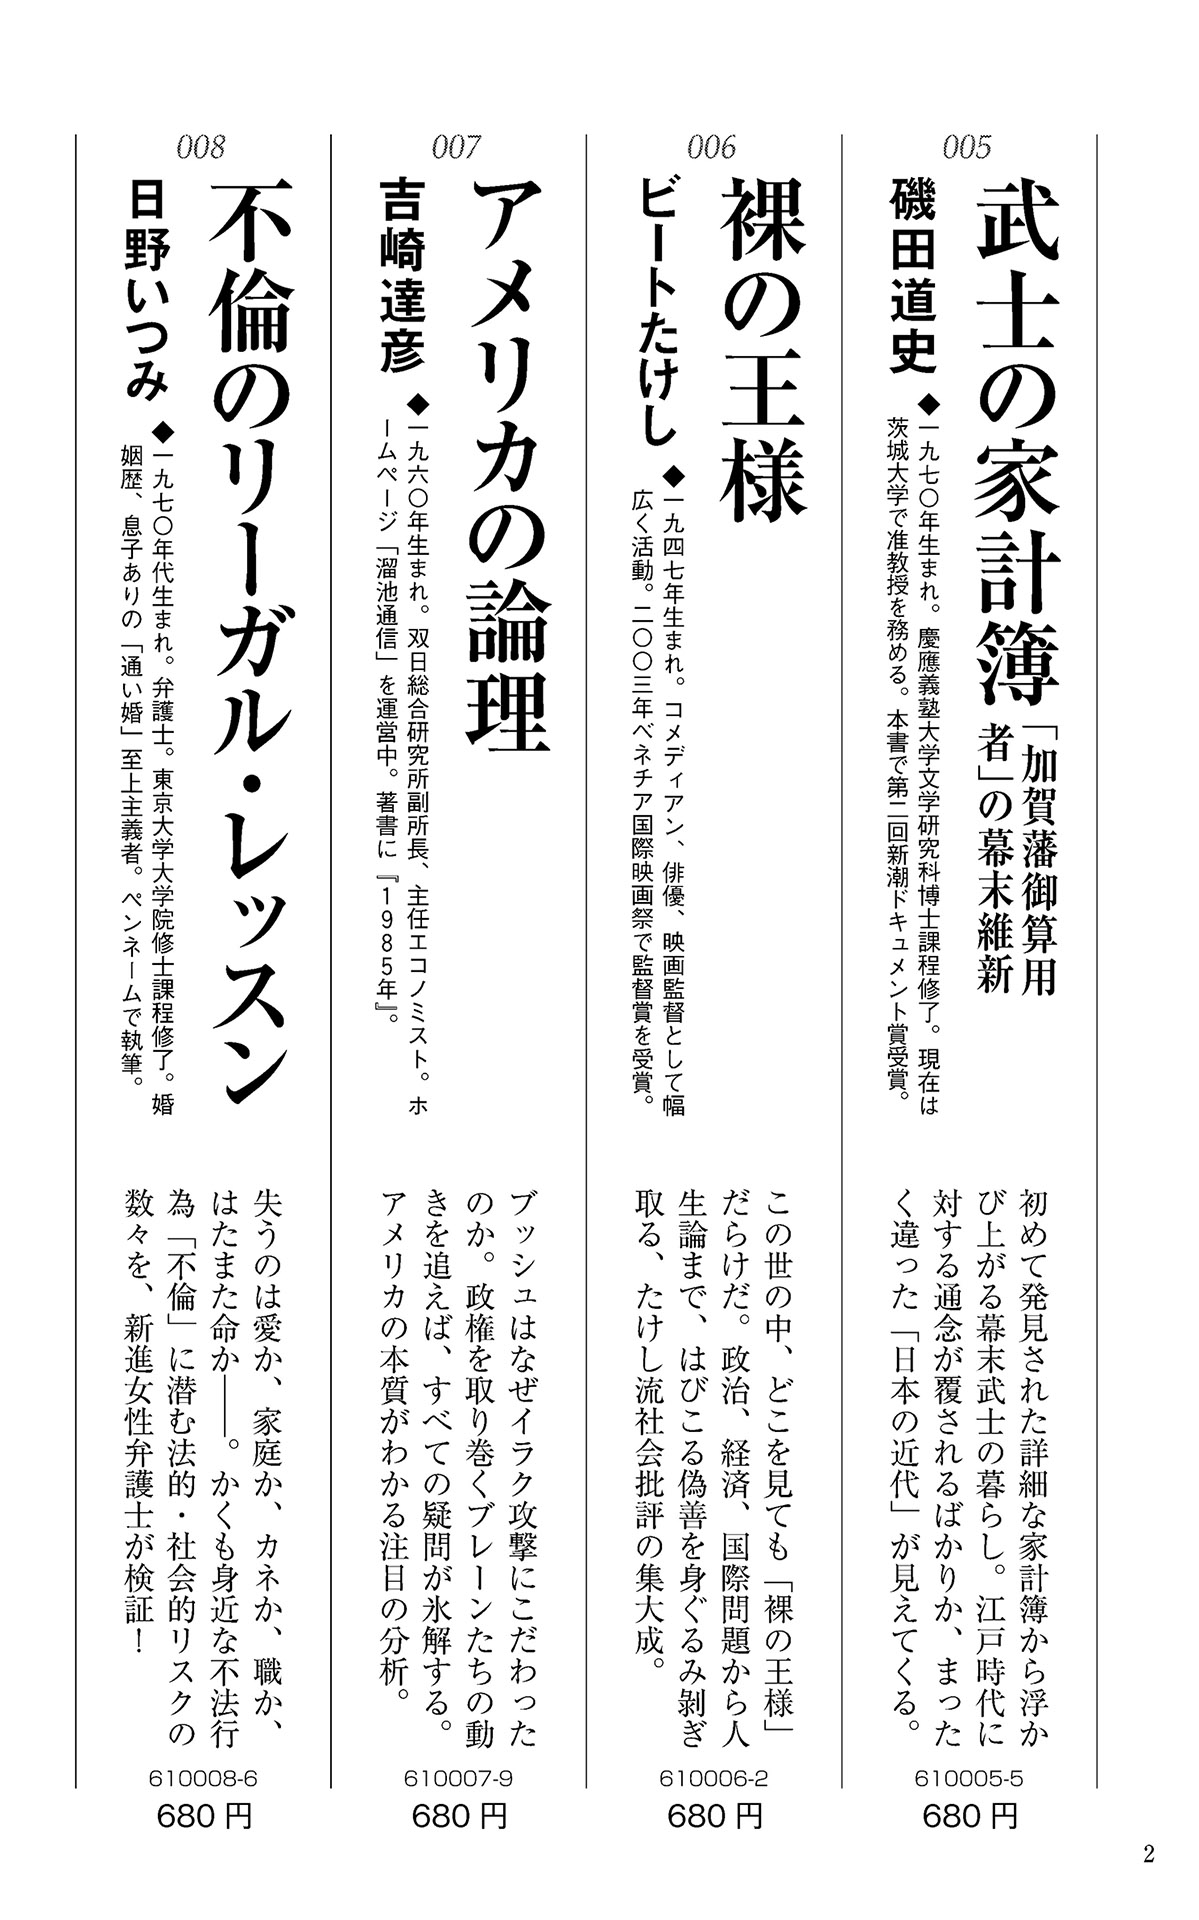 005
武士の家計簿
「加賀藩御算用
者」の幕末維新
磯田道史
◆一九七〇年生まれ。慶應義塾大学文学研究科博士課程修了。現在は
茨城大学で准教授を務める。本書で第二回新潮ドキュメント賞受賞。
初めて発見された詳細な家計簿から浮か
び上がる幕末武士の暮らし。江戸時代に
対する通念が覆されるばかりか、まった
く違った「日本の近代」が見えてくる。
610005-5
680円
006
裸の王様
ビートたけし
◆一九四七年生まれ。コメディアン、俳優、映画監督として幅
広く活動。二〇〇三年ベネチア国際映画祭で監督賞を受賞。
この世の中、どこを見ても「裸の王様」
だらけだ。政治、経済、国際問題から人
生論まで、はびこる偽善を身ぐるみ剝ぎ
取る、たけし流社会批評の集大成。
610006-2
680円
007
アメリカの論理
吉崎達彦
◆一九六〇年生まれ。双日総合研究所副所長、主任エコノミスト。ホ
ームページ「溜池通信」を運営中。著書に『1985年』。
ブッシュはなぜイラク攻撃にこだわった
のか。政権を取り巻くブレーンたちの動
きを追えば、すべての疑問が氷解する。
アメリカの本質がわかる注目の分析。
610007-9
680円
008
不倫のリーガル・レッスン
日野いつみ
◆一九七〇年代生まれ。弁護士。東京大学大学院修士課程修了。婚
姻歴、息子ありの「通い婚」至上主義者。ペンネームで執筆。
失うのは愛か、家庭か、カネか、職か、
はたまた命か――。かくも身近な不法行
為「不倫」に潜む法的・社会的リスクの
数々を、新進女性弁護士が検証！
610008-6
680円
2